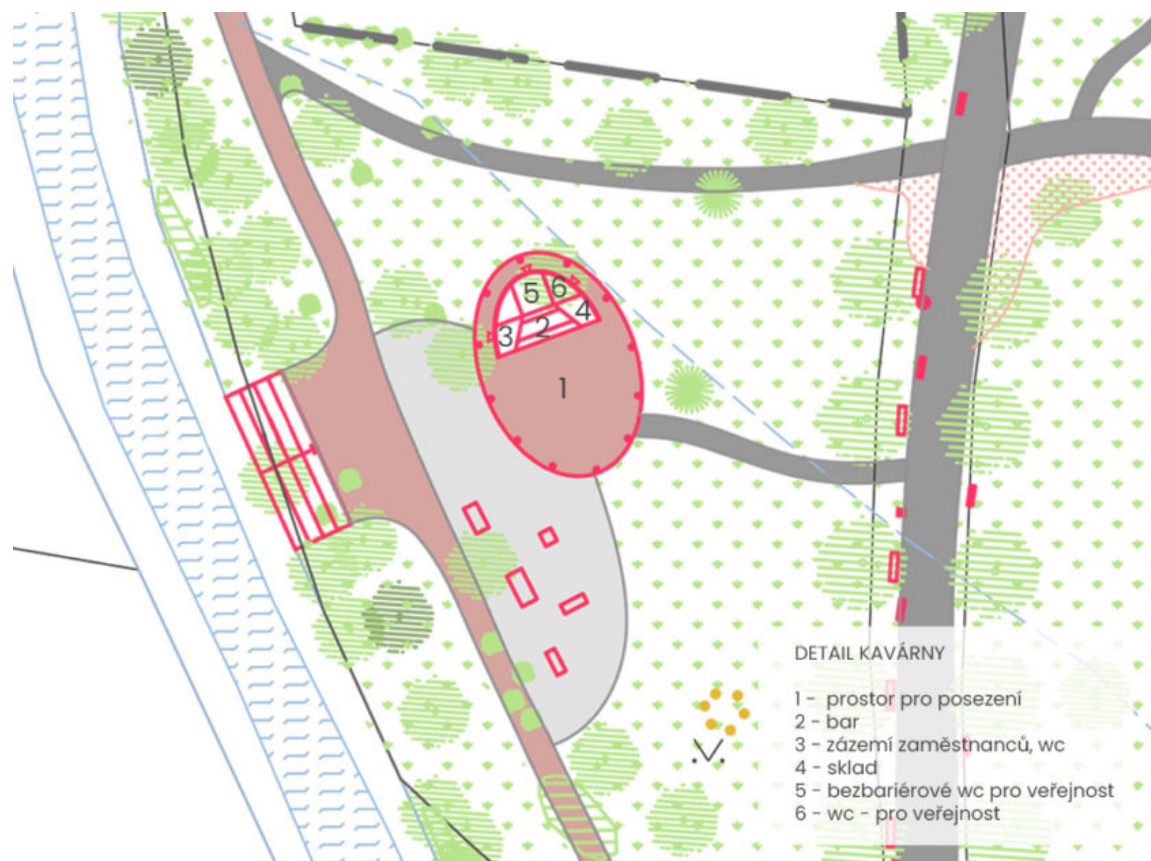 5
6
4
3
2
1
DETAIL KAVÁRNY
1 - prostor pro posezení
2 - bar
3 - zázemí zaměstnanců, wc
4 - sklad
5 - bezbariérové wc pro veřejnost
6 - wc - pro veřejnost